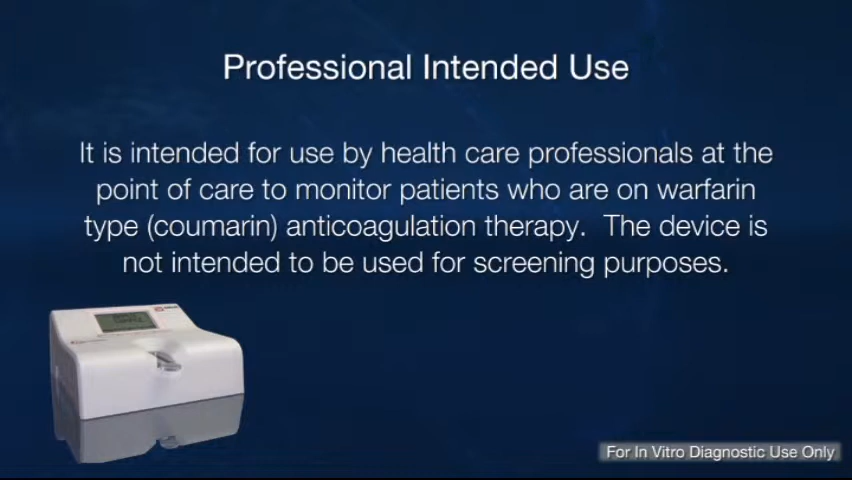 Professional Intended Use
It is intended for use by health care professionals at the
point of care to monitor patients who are on warfarin
type (coumarin) anticoagulation therapy.  The device is
not intended to be used for screening purposes.
For In Vitro Diagnostic Use Only